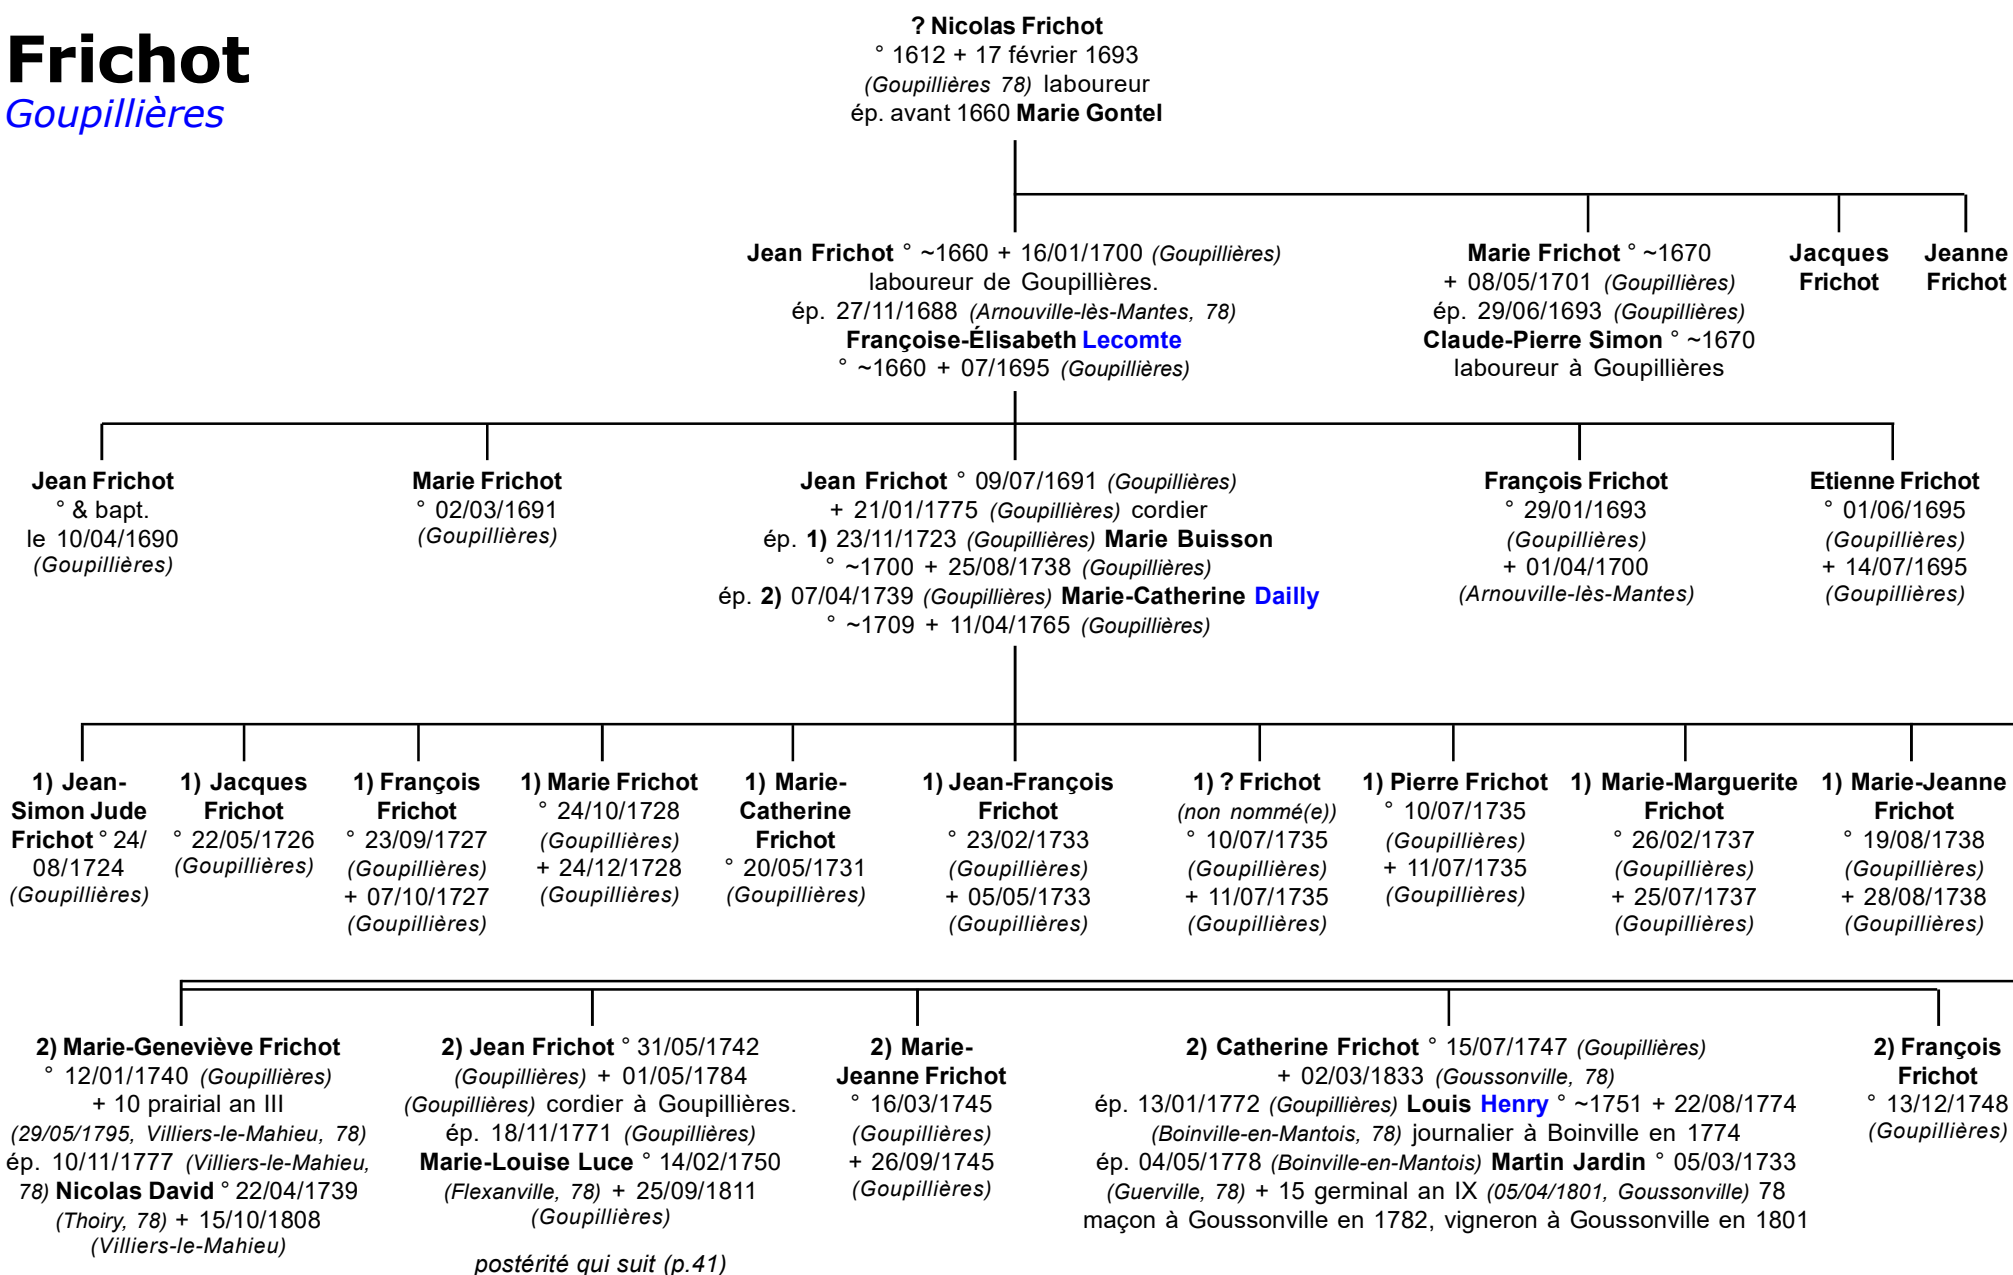 Frichot
Goupillières
? Nicolas Frichot
° 1612 + 17 février 1693
(Goupillières 78) laboureur
ép. avant 1660 Marie Gontel
Jean Frichot ° ~1660 + 16/01/1700 (Goupillières)
laboureur de Goupillières.
ép. 27/11/1688 (Arnouville-lès-Mantes, 78)
Françoise-Élisabeth Lecomte
° ~1660 + 07/1695 (Goupillières)
Marie Frichot ° ~1670
+ 08/05/1701 (Goupillières)
ép. 29/06/1693 (Goupillières)
Claude-Pierre Simon ° ~1670
laboureur à Goupillières
Jacques
Frichot
Jeanne
Frichot
Jean Frichot
° & bapt.
le 10/04/1690
(Goupillières)
Marie Frichot
° 02/03/1691
(Goupillières)
Jean Frichot ° 09/07/1691 (Goupillières)
+ 21/01/1775 (Goupillières) cordier
ép. 1) 23/11/1723 (Goupillières) Marie Buisson
° ~1700 + 25/08/1738 (Goupillières)
ép. 2) 07/04/1739 (Goupillières) Marie-Catherine Dailly
° ~1709 + 11/04/1765 (Goupillières)
François Frichot
° 29/01/1693
(Goupillières)
+ 01/04/1700
(Arnouville-lès-Mantes)
Etienne Frichot
° 01/06/1695
(Goupillières)
+ 14/07/1695
(Goupillières)
1) Jean-
Simon Jude
Frichot ° 24/
08/1724
(Goupillières)
1) Jacques
Frichot
° 22/05/1726
(Goupillières)
1) François
Frichot
° 23/09/1727
(Goupillières)
+ 07/10/1727
(Goupillières)
1) Marie Frichot
° 24/10/1728
(Goupillières)
+ 24/12/1728
(Goupillières)
1) Marie-
Catherine
Frichot
° 20/05/1731
(Goupillières)
1) Jean-François
Frichot
° 23/02/1733
(Goupillières)
+ 05/05/1733
(Goupillières)
1) ? Frichot
(non nommé(e))
° 10/07/1735
(Goupillières)
+ 11/07/1735
(Goupillières)
1) Pierre Frichot
° 10/07/1735
(Goupillières)
+ 11/07/1735
(Goupillières)
1) Marie-Marguerite
Frichot
° 26/02/1737
(Goupillières)
+ 25/07/1737
(Goupillières)
1) Marie-Jeanne
Frichot
° 19/08/1738
(Goupillières)
+ 28/08/1738
(Goupillières)
2) Marie-Geneviève Frichot
° 12/01/1740 (Goupillières)
+ 10 prairial an III
(29/05/1795, Villiers-le-Mahieu, 78)
ép. 10/11/1777 (Villiers-le-Mahieu,
78) Nicolas David ° 22/04/1739
(Thoiry, 78) + 15/10/1808
(Villiers-le-Mahieu)
2) Jean Frichot ° 31/05/1742
(Goupillières) + 01/05/1784
(Goupillières) cordier à Goupillières.
ép. 18/11/1771 (Goupillières)
Marie-Louise Luce ° 14/02/1750
(Flexanville, 78) + 25/09/1811
(Goupillières)
postérité qui suit (p.41)
2) Marie-
Jeanne Frichot
° 16/03/1745
(Goupillières)
+ 26/09/1745
(Goupillières)
2) Catherine Frichot ° 15/07/1747 (Goupillières)
+ 02/03/1833 (Goussonville, 78)
ép. 13/01/1772 (Goupillières) Louis Henry ° ~1751 + 22/08/1774
(Boinville-en-Mantois, 78) journalier à Boinville en 1774
ép. 04/05/1778 (Boinville-en-Mantois) Martin Jardin ° 05/03/1733
(Guerville, 78) + 15 germinal an IX (05/04/1801, Goussonville) 78
maçon à Goussonville en 1782, vigneron à Goussonville en 1801
2) François
Frichot
° 13/12/1748
(Goupillières)